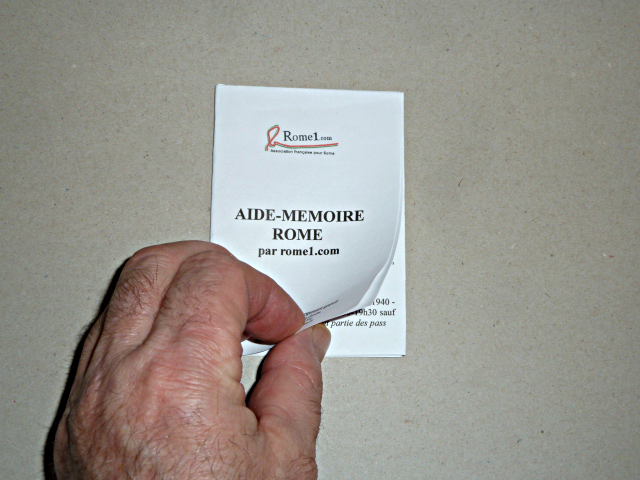 Rome1.com
Association française pour Rome
AIDE-MEMOIRE
ROME
par rome1.com
1940 -
19h30 sauf
partie des pass